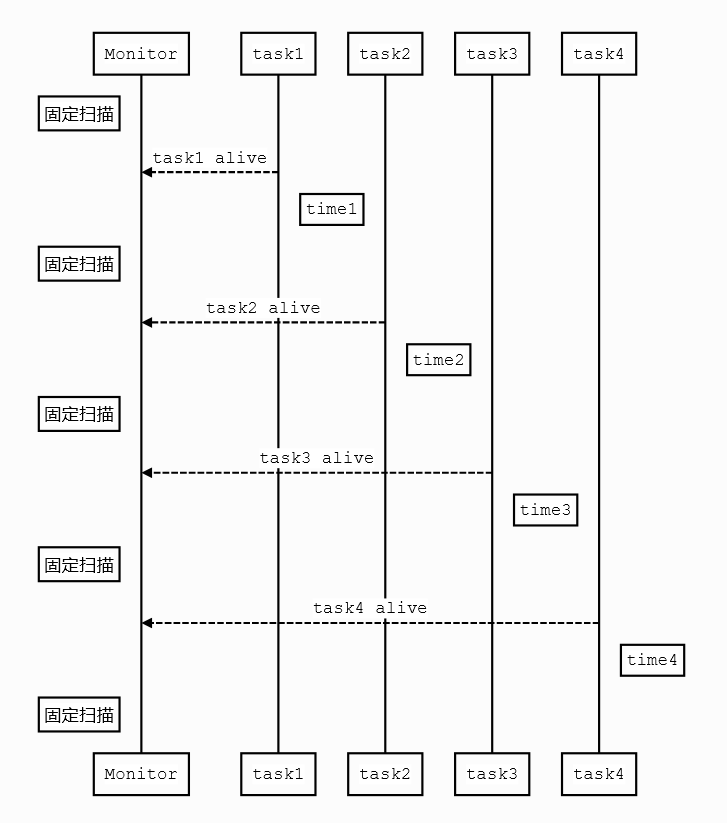 Monitor task1 task2 task3 task4
固定扫描
task1 alive
time1
固定扫描
task2 alive
time2
固定扫描
task3 alive
time3
固定扫描
task4 alive
time4
固定扫描
Monitor task1 task2 task3 task4